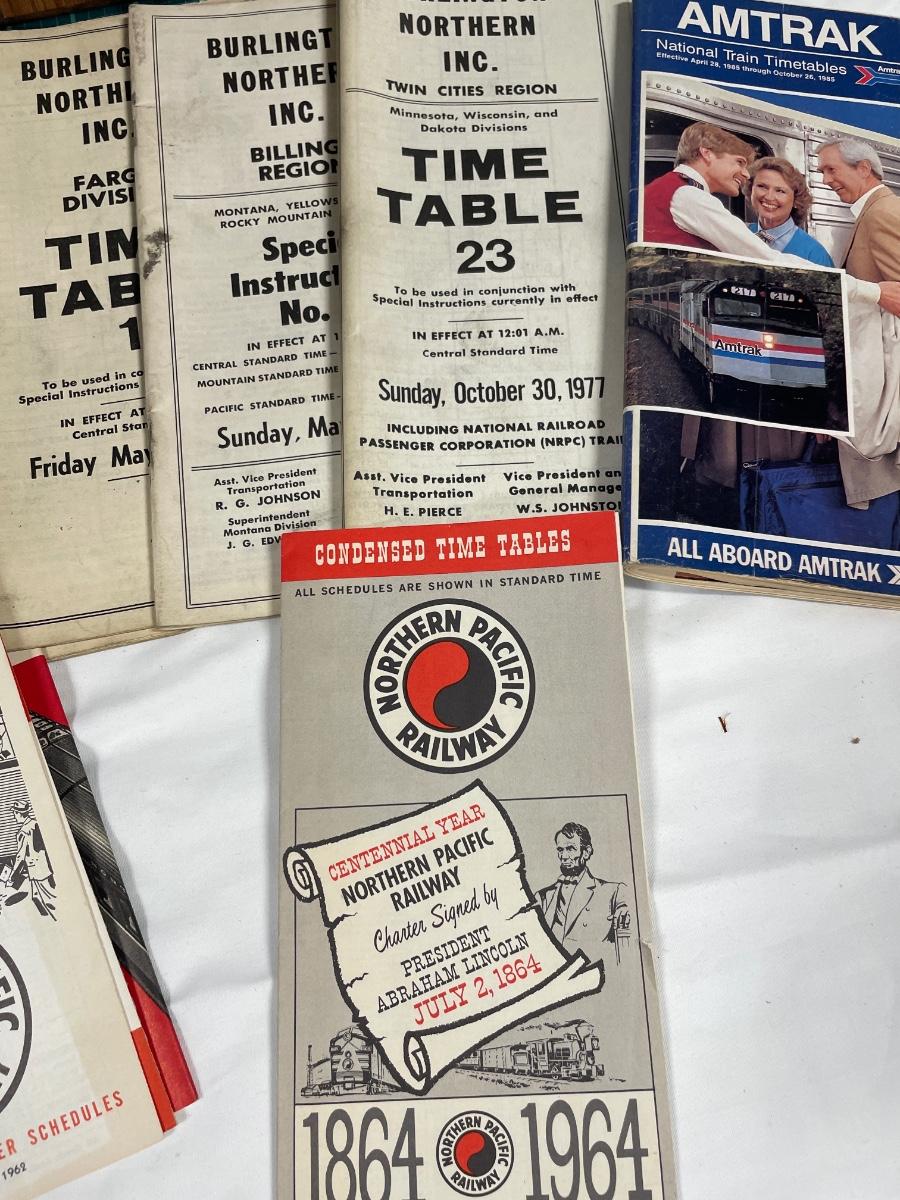 BURLING
NORTH
INC.
FARG
DIVISI
TIM
TAB
1
To be used in co
Special Instructions
IN EFFECT AT
Central Stan
Friday May
BURLINGT
NORTHER
INC.
BILLING
REGION
MONTANA, YELLOWS
ROCKY MOUNTAIN
Speci
Instruct
No.
IN EFFECT AT 1
CENTRAL STANDARD TIME—
MOUNTAIN STANDARD TIME
PACIFIC STANDARD TIME-
Sunday, Ma
Asst. Vice President
Transportation
R. G. JOHNSON
Superintendent
Montana Division
J. G. EDW
NORTHERN
INC.
TWIN CITIES REGION
Minnesota, Wisconsin, and
Dakota Divisions
TIME
TABLE
23
To be used in conjunction with
Special Instructions currently in effect
IN EFFECT AT 12:01 A.M.
Central Standard Time
Sunday, October 30, 1977
INCLUDING NATIONAL RAILROAD
PASSENGER CORPORATION (NRPC) TRAI
Asst. Vice President
Transportation
H. E. PIERCE
Vice President an
General Manage
W.S. JOHNSTO
AMTRAK
National Train Timetables
Effective April 28, 1985 through October 26, 1985
Amtra
217 217
Amtrak
ALL ABOARD AMTRAK
CONDENSED TIME TABLES
ALL SCHEDULES ARE SHOWN IN STANDARD TIME
NORTHERN PACIFIC
RAILWAY
CENTENNIAL YEAR
NORTHERN PACIFIC
RAILWAY
Charter Signed by
PRESIDENT
ABRAHAM LINCOLN
JULY 2, 1864
1864
NORTHERN PACIFIC
RAILWAY
1964
ER SCHEDULES
1962